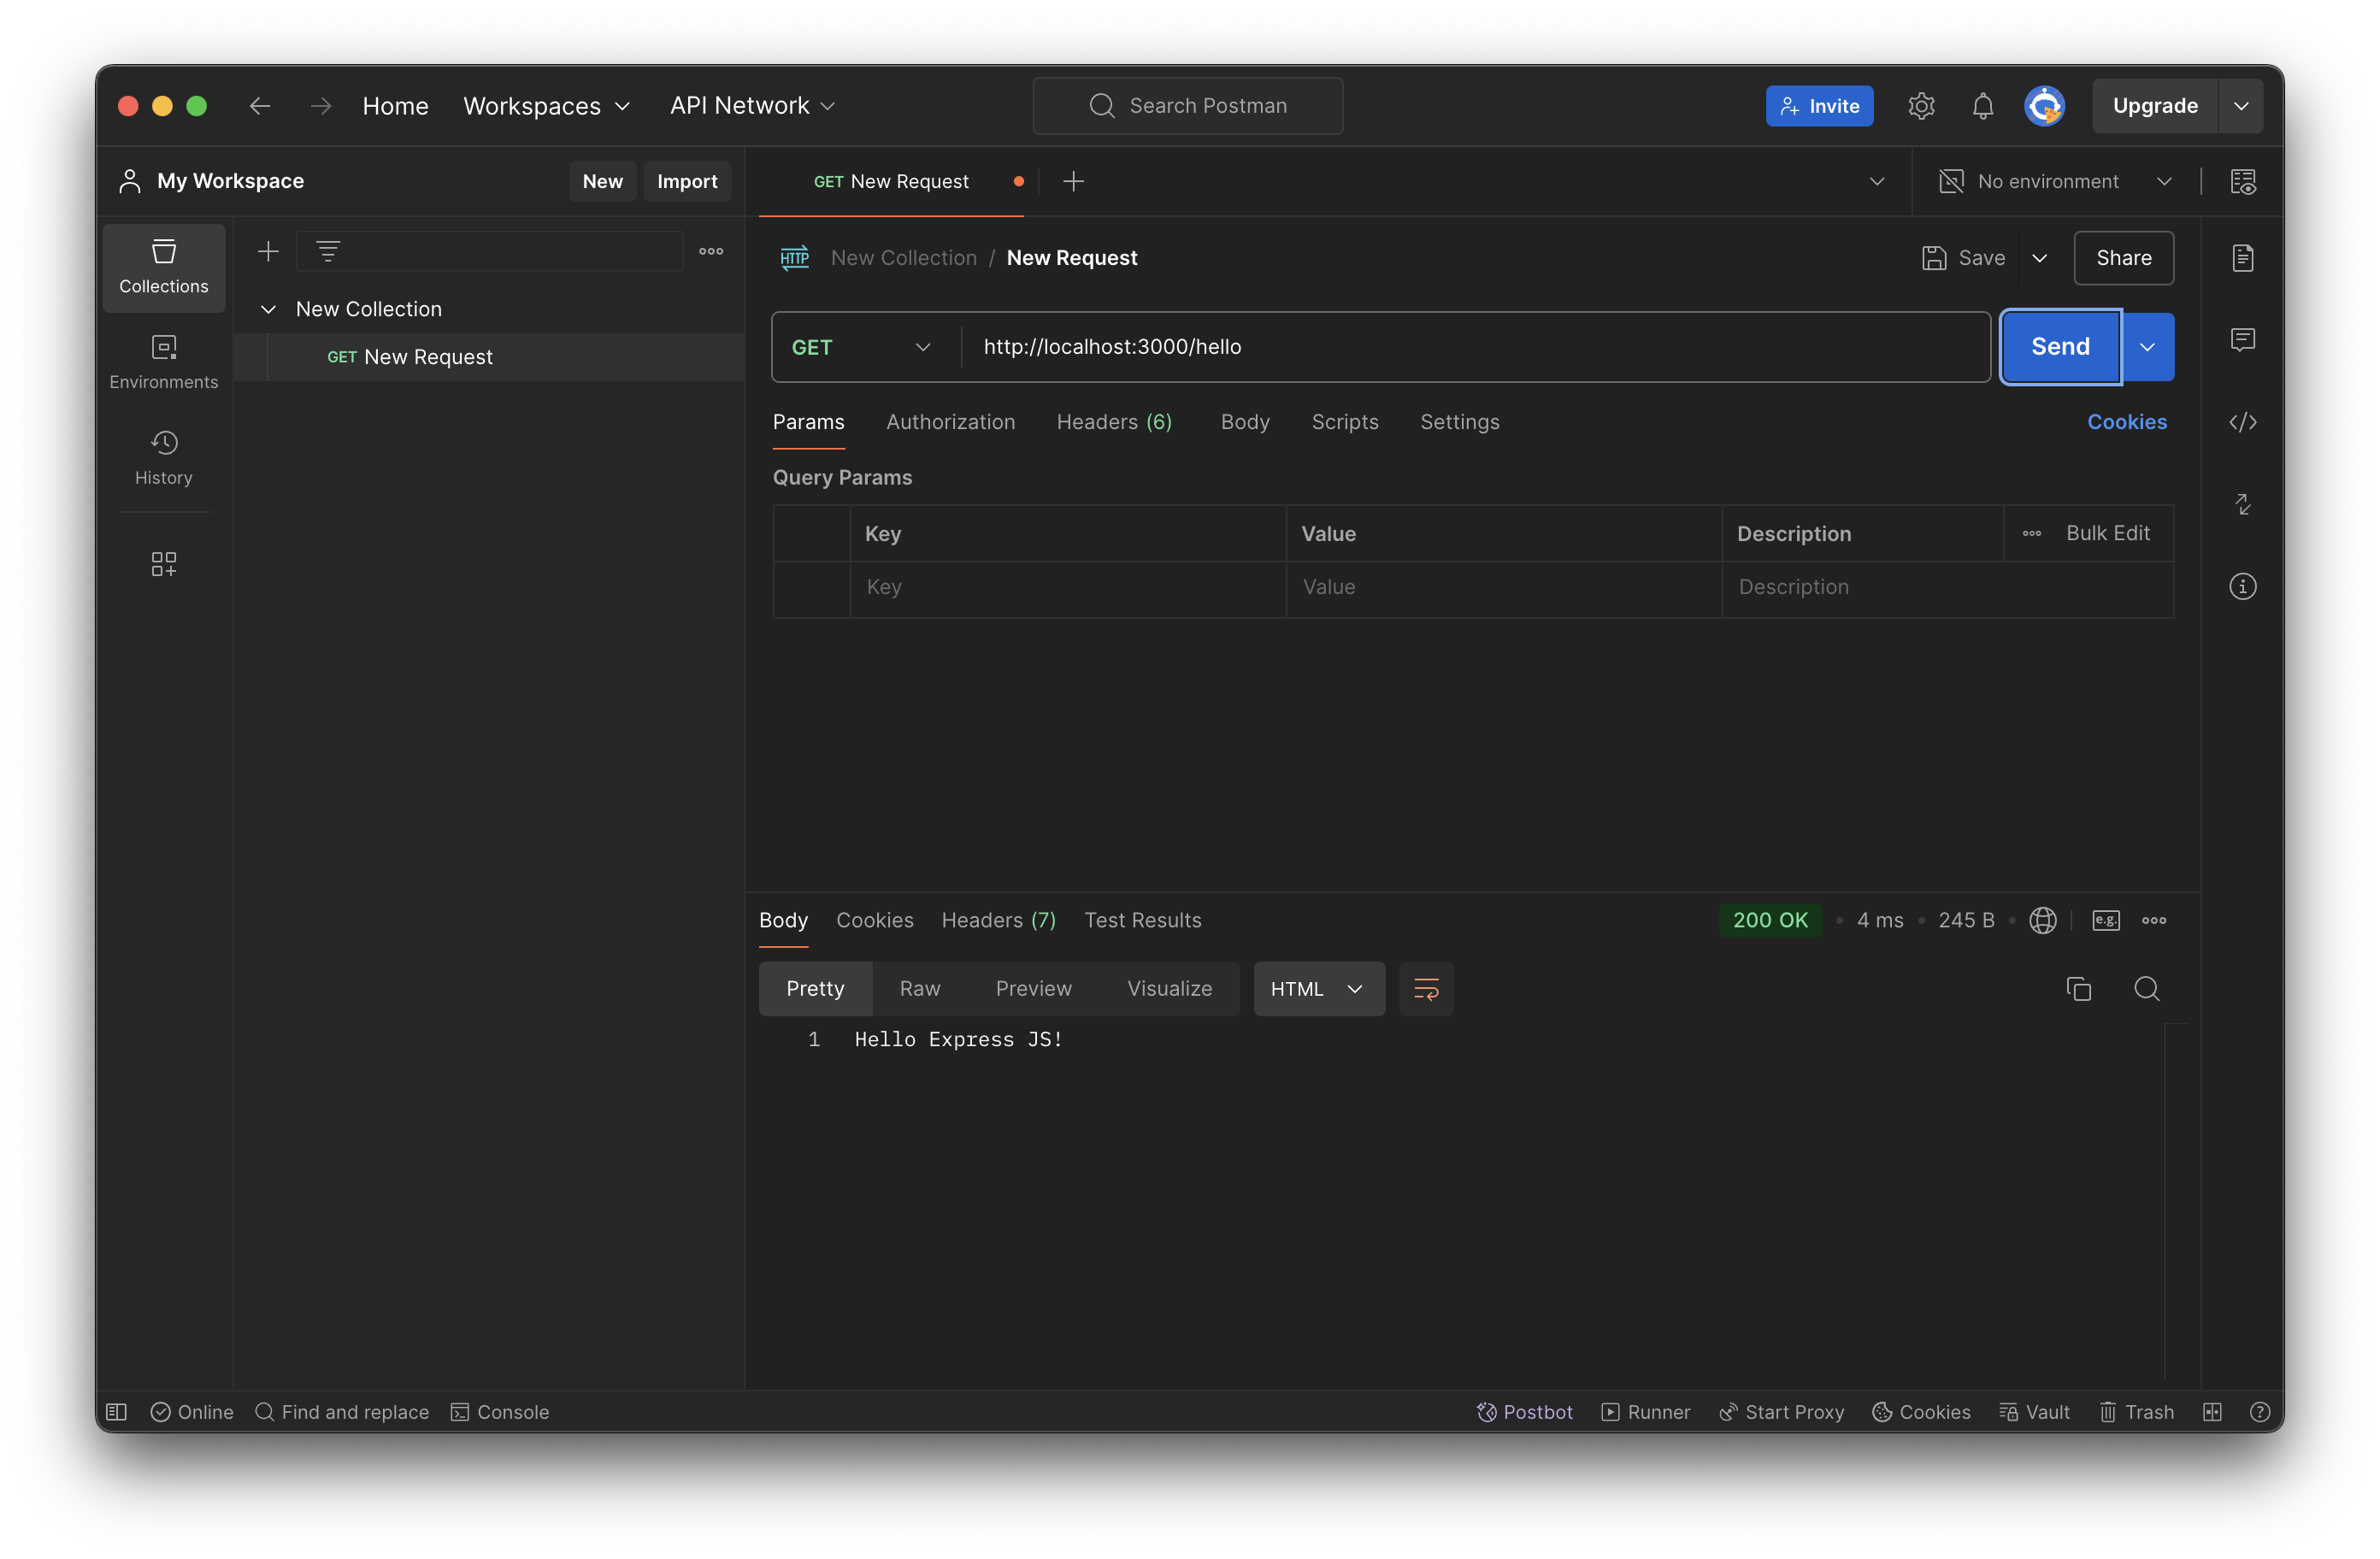 Home Workspaces API Network Search Postman Invite Upgrade
My Workspace New Import GET New Request No environment
Collections
Environments
History
New Collection
GET New Request
HTTP New Collection / New Request Save Share
GET http://localhost:3000/hello Send
Params Authorization Headers (6) Body Scripts Settings Cookies
Query Params
Key Value Description Bulk Edit
Key Value Description
Body Cookies Headers (7) Test Results 200 OK • 4 ms • 245 B • e.g.
Pretty Raw Preview Visualize HTML
1 Hello Express JS!
Online Find and replace Console Postbot Runner Start Proxy Cookies Vault Trash